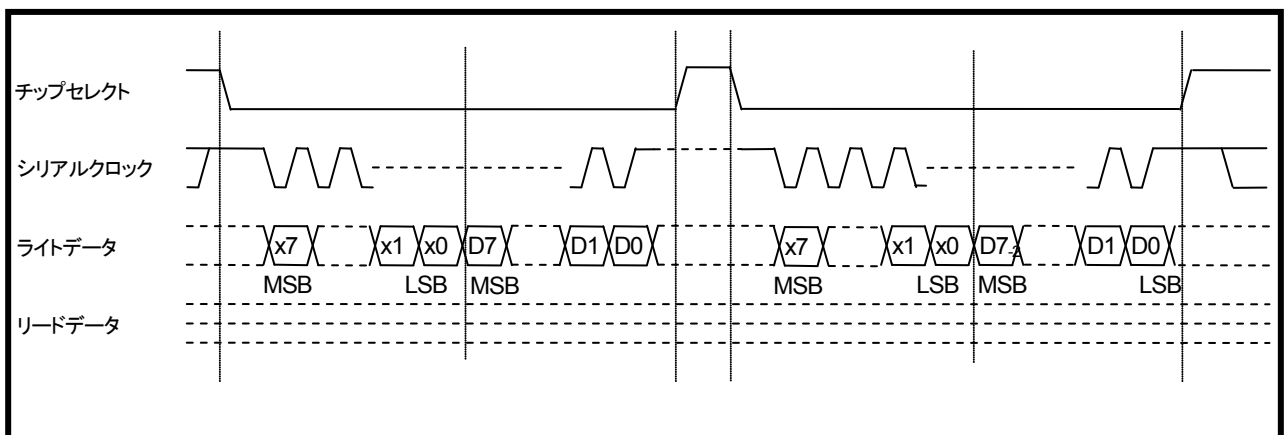 チップセレクト
シリアルクロック
ライトデータ x7 x1 x0 D7 D1 D0 x7 x1 x0 D7-2 D1 D0
MSB LSB MSB MSB LSB MSB LSB
リードデータ